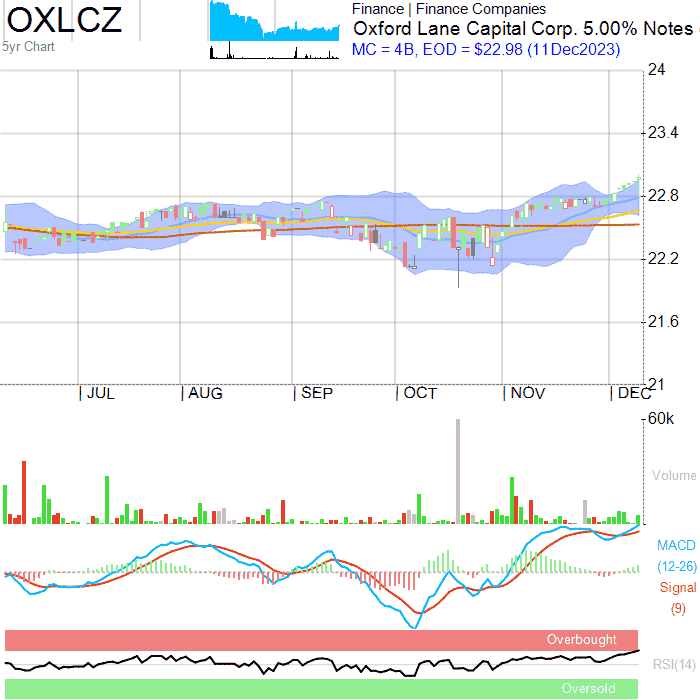 OXLCZ
5yr Chart
Finance | Finance Companies
Oxford Lane Capital Corp. 5.00% Notes
MC = 4B, EOD = $22.98 (11Dec2023)
24
23.4
22.8
22.2
21.6
21
JUL
AUG
SEP
OCT
NOV
DEC
60k
Volume
MACD
(12-26)
Signal
(9)
Overbought
RSI(14)
Oversold